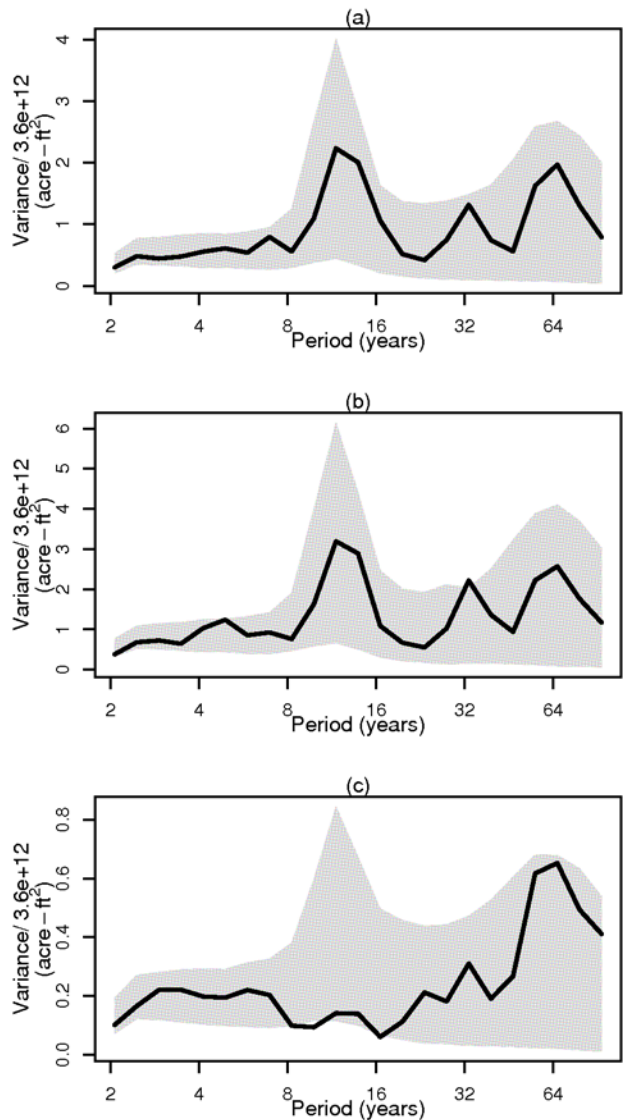 (a)
Variance/ 3.6e+12
(acre−ft²)
4
3
2
1
0
2 4 8 16 32 64
Period (years)
(b)
Variance/ 3.6e+12
(acre−ft²)
6
5
4
3
2
1
0
2 4 8 16 32 64
Period (years)
(c)
Variance/ 3.6e+12
(acre−ft²)
0.8
0.6
0.4
0.2
0.0
2 4 8 16 32 64
Period (years)